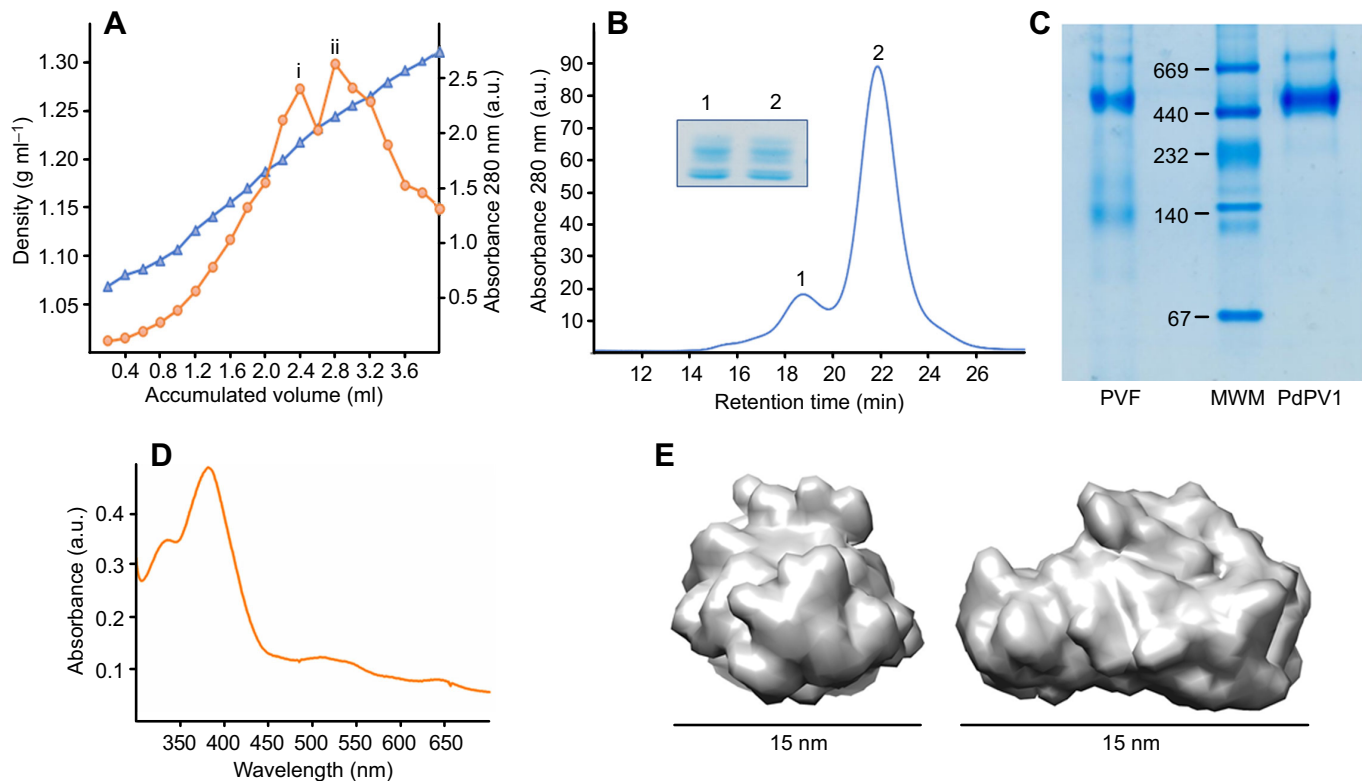 A
i
ii
Density (g ml⁻¹)
1.30
1.25
1.20
1.15
1.10
1.05
2.5
2.0
1.5
1.0
0.5
Absorbance 280 nm (a.u.)
0.4 0.8 1.2 1.6 2.0 2.4 2.8 3.2 3.6
Accumulated volume (ml)
B
Absorbance 280 nm (a.u.)
90
80
70
60
50
40
30
20
10
1 2
1
2
12 14 16 18 20 22 24 26
Retention time (min)
C
669
440
232
140
67
PVF MWM PdPV1
D
Absorbance (a.u.)
0.4
0.3
0.2
0.1
350 400 450 500 550 600 650
Wavelength (nm)
E
15 nm 15 nm